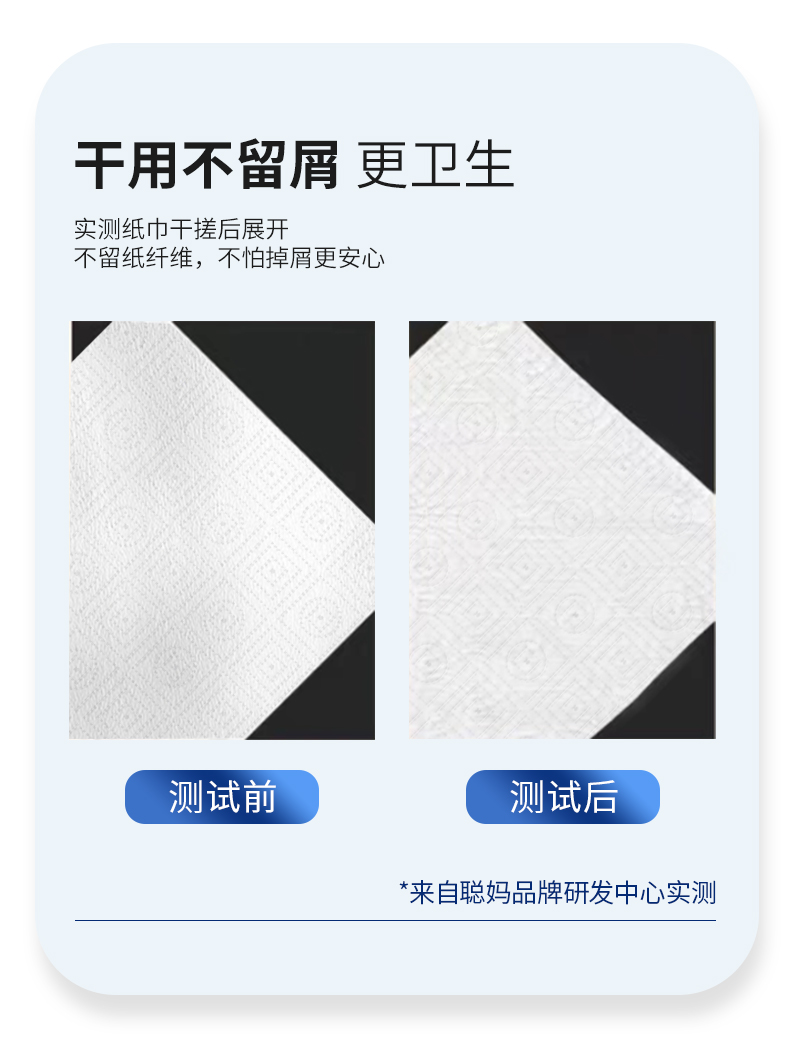 干用不留屑 更卫生
实测纸巾干搓后展开
不留纸纤维，不怕掉屑更安心
测试前
测试后
*来自聪妈品牌研发中心实测